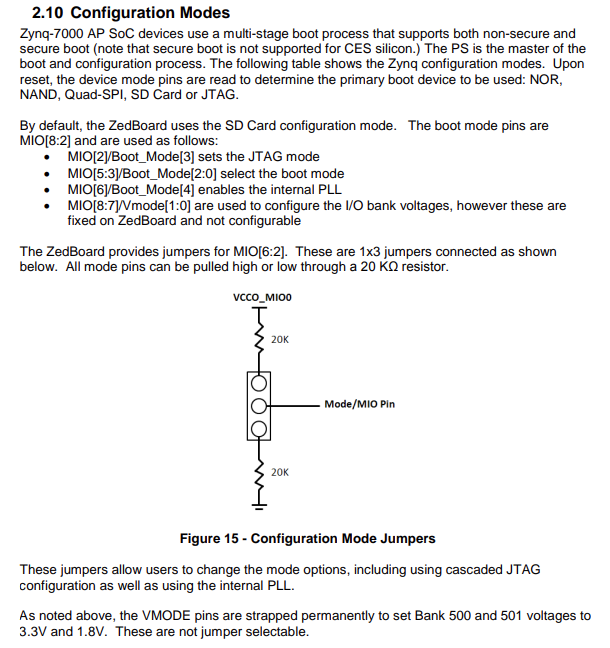 2.10 Configuration Modes
Zynq-7000 AP SoC devices use a multi-stage boot process that supports both non-secure and
secure boot (note that secure boot is not supported for CES silicon.) The PS is the master of the
boot and configuration process. The following table shows the Zynq configuration modes. Upon
reset, the device mode pins are read to determine the primary boot device to be used: NOR,
NAND, Quad-SPI, SD Card or JTAG.
By default, the ZedBoard uses the SD Card configuration mode. The boot mode pins are
MIO[8:2] and are used as follows:
• MIO[2]/Boot_Mode[3] sets the JTAG mode
• MIO[5:3]/Boot_Mode[2:0] select the boot mode
• MIO[6]/Boot_Mode[4] enables the internal PLL
• MIO[8:7]/Vmode[1:0] are used to configure the I/O bank voltages, however these are
fixed on ZedBoard and not configurable
The ZedBoard provides jumpers for MIO[6:2]. These are 1x3 jumpers connected as shown
below. All mode pins can be pulled high or low through a 20 KΩ resistor.
VCCO_MIO0
20K
Mode/MIO Pin
20K
Figure 15 - Configuration Mode Jumpers
These jumpers allow users to change the mode options, including using cascaded JTAG
configuration as well as using the internal PLL.
As noted above, the VMODE pins are strapped permanently to set Bank 500 and 501 voltages to
3.3V and 1.8V. These are not jumper selectable.